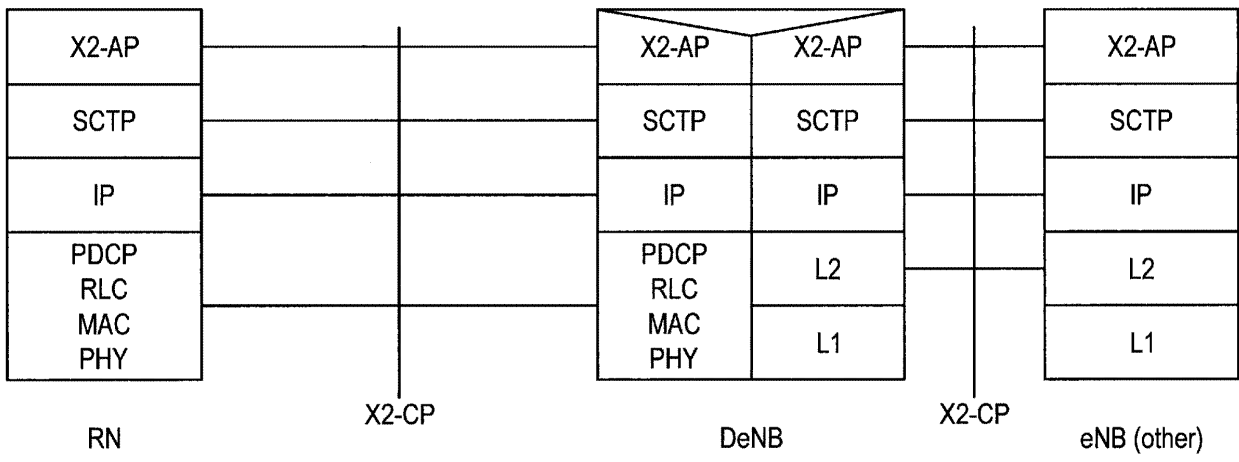 X2-AP
SCTP
IP
PDCP
RLC
MAC
PHY
RN
X2-CP
X2-AP X2-AP
SCTP SCTP
IP IP
PDCP
RLC
MAC
PHY
L2
L1
DeNB
X2-CP
X2-AP
SCTP
IP
L2
L1
eNB (other)